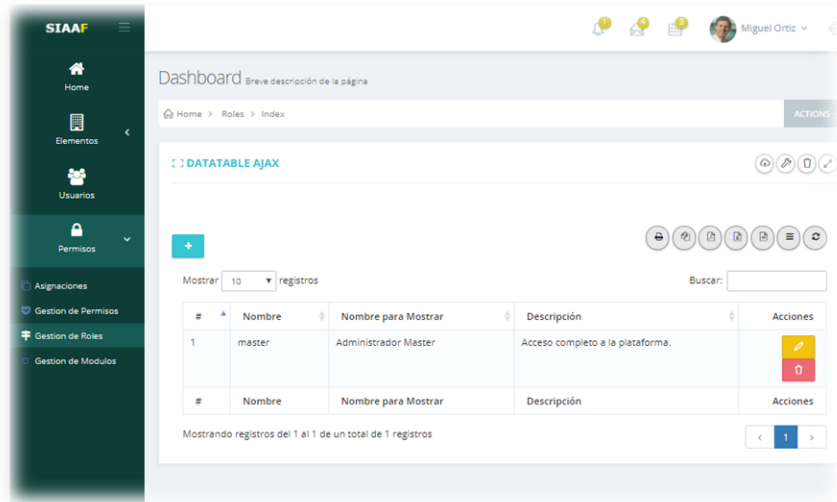 SIAAF
1 4 3 Miguel Ortiz
Home
Elementos
Usuarios
Permisos
Asignaciones
Gestion de Permisos
Gestion de Roles
Gestion de Modulos
Dashboard Breve descripción de la página
Home > Roles > Index
ACTIONS
DATATABLE AJAX
+
Mostrar 10 registros
Buscar:
# Nombre Nombre para Mostrar Descripción Acciones
1 master Administrador Master Acceso completo a la plataforma.
# Nombre Nombre para Mostrar Descripción Acciones
Mostrando registros del 1 al 1 de un total de 1 registros
< 1 >